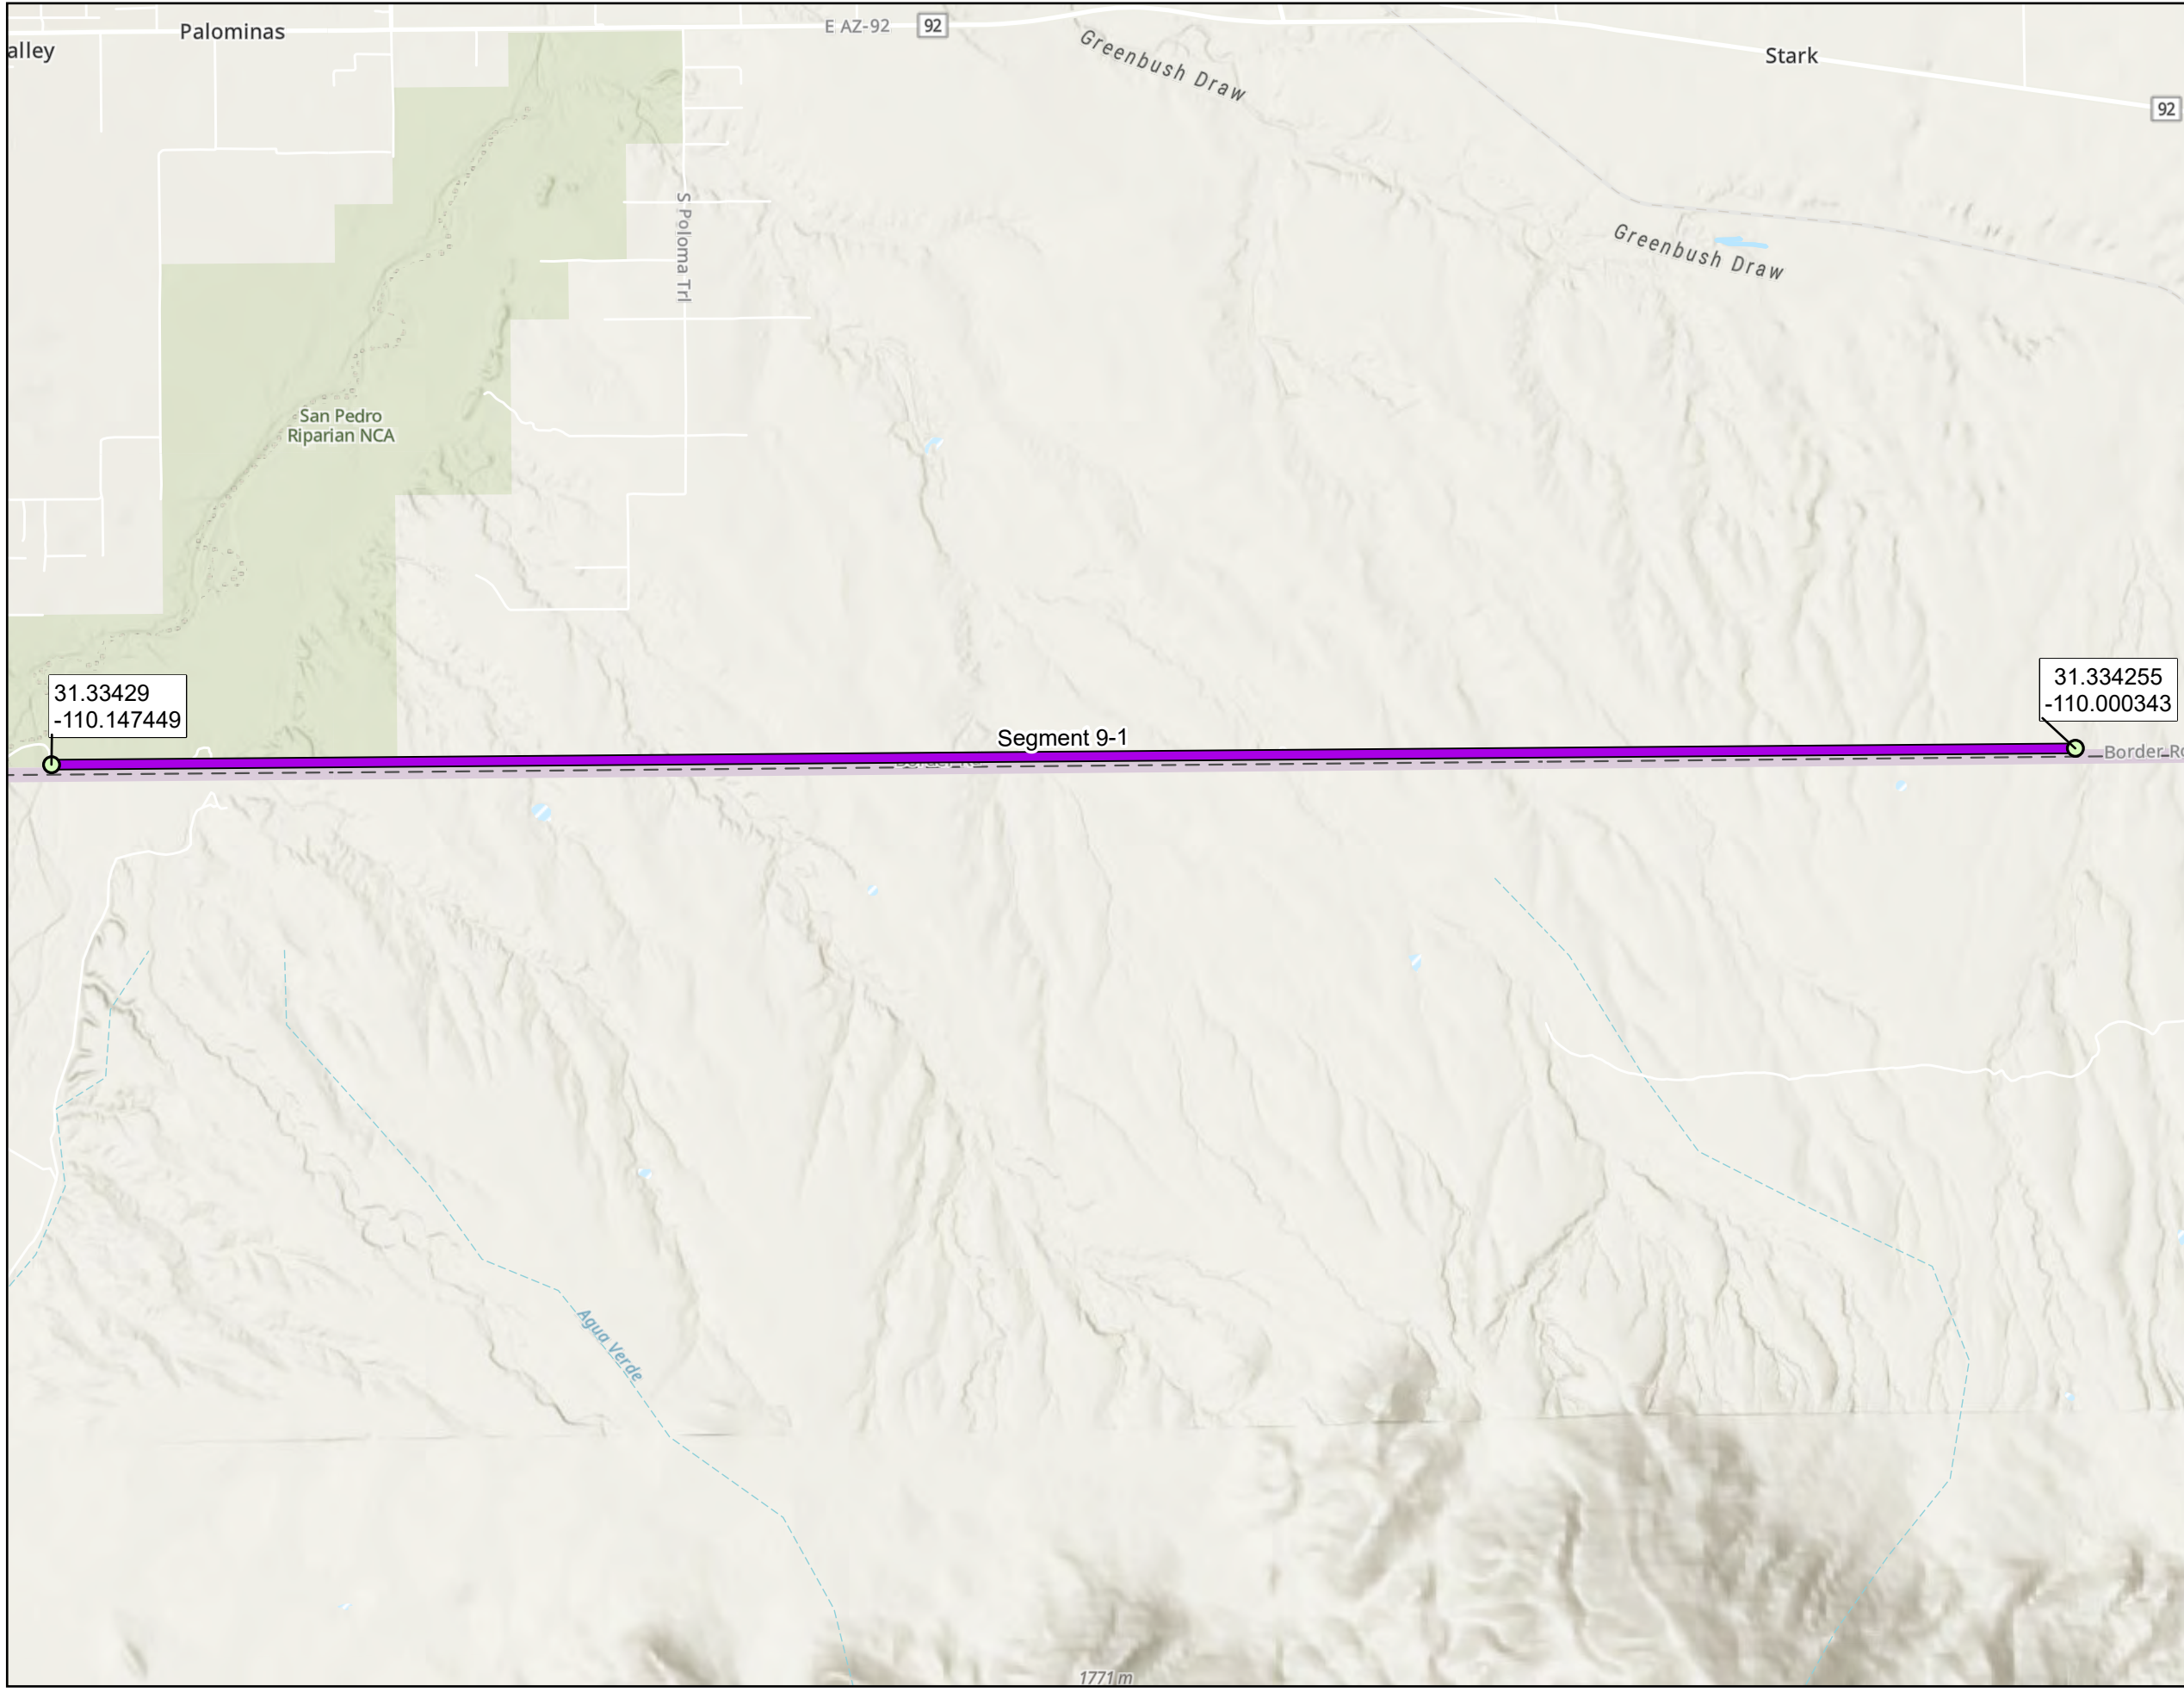 Palominas
alley
E AZ-92
92
Greenbush Draw
Stark
92
S Poloma Trl
Greenbush Draw
San Pedro
Riparian NCA
31.33429
-110.147449
31.334255
-110.000343
Segment 9-1
Border Rd
Agua Verde
1771 m